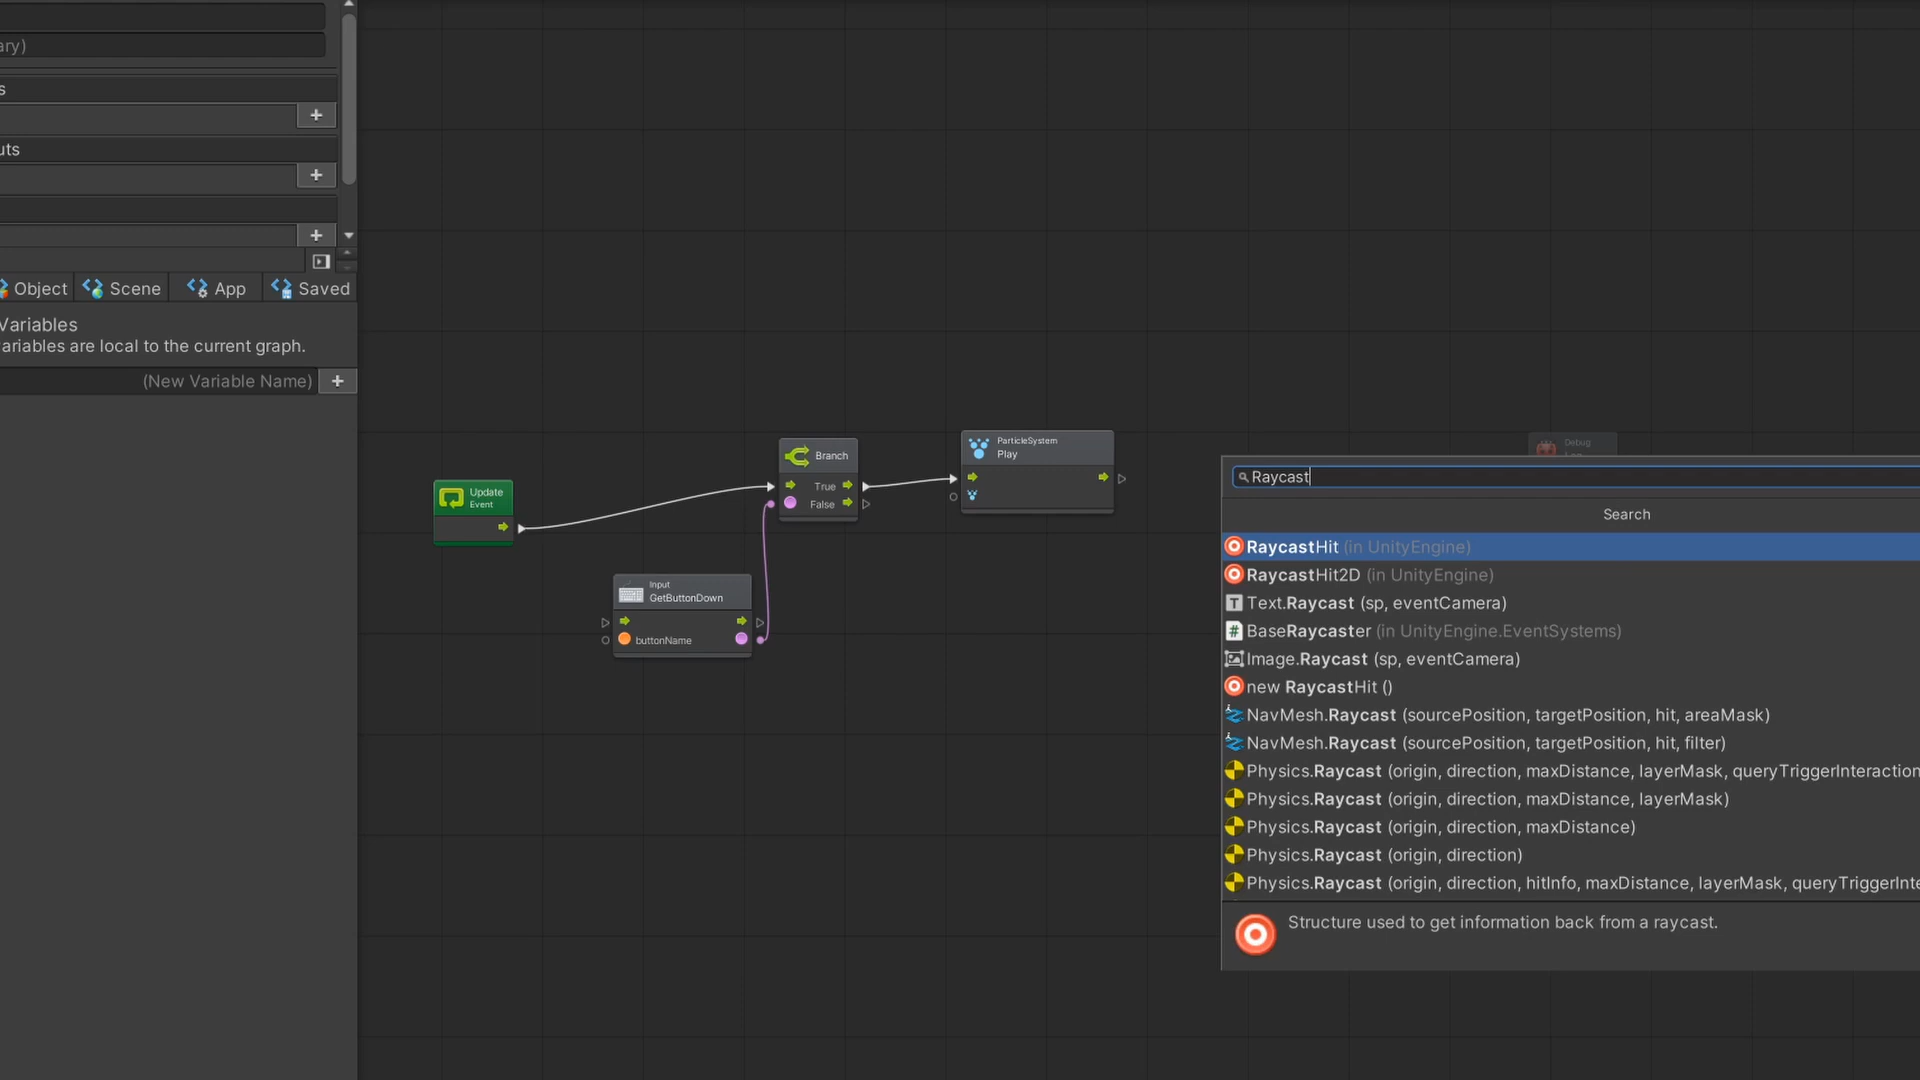 ary)
s
+
uts
+
+
Object
Scene
App
Saved
Variables
ariables are local to the current graph.
(New Variable Name)
+
Update
Event
Branch
True
False
ParticleSystem
Play
Input
GetButtonDown
buttonName
Debug
Raycast
Search
RaycastHit (in UnityEngine)
RaycastHit2D (in UnityEngine)
Text.Raycast (sp, eventCamera)
BaseRaycaster (in UnityEngine.EventSystems)
Image.Raycast (sp, eventCamera)
new RaycastHit ()
NavMesh.Raycast (sourcePosition, targetPosition, hit, areaMask)
NavMesh.Raycast (sourcePosition, targetPosition, hit, filter)
Physics.Raycast (origin, direction, maxDistance, layerMask, queryTriggerInteraction
Physics.Raycast (origin, direction, maxDistance, layerMask)
Physics.Raycast (origin, direction, maxDistance)
Physics.Raycast (origin, direction)
Physics.Raycast (origin, direction, hitInfo, maxDistance, layerMask, queryTriggerInte
Structure used to get information back from a raycast.